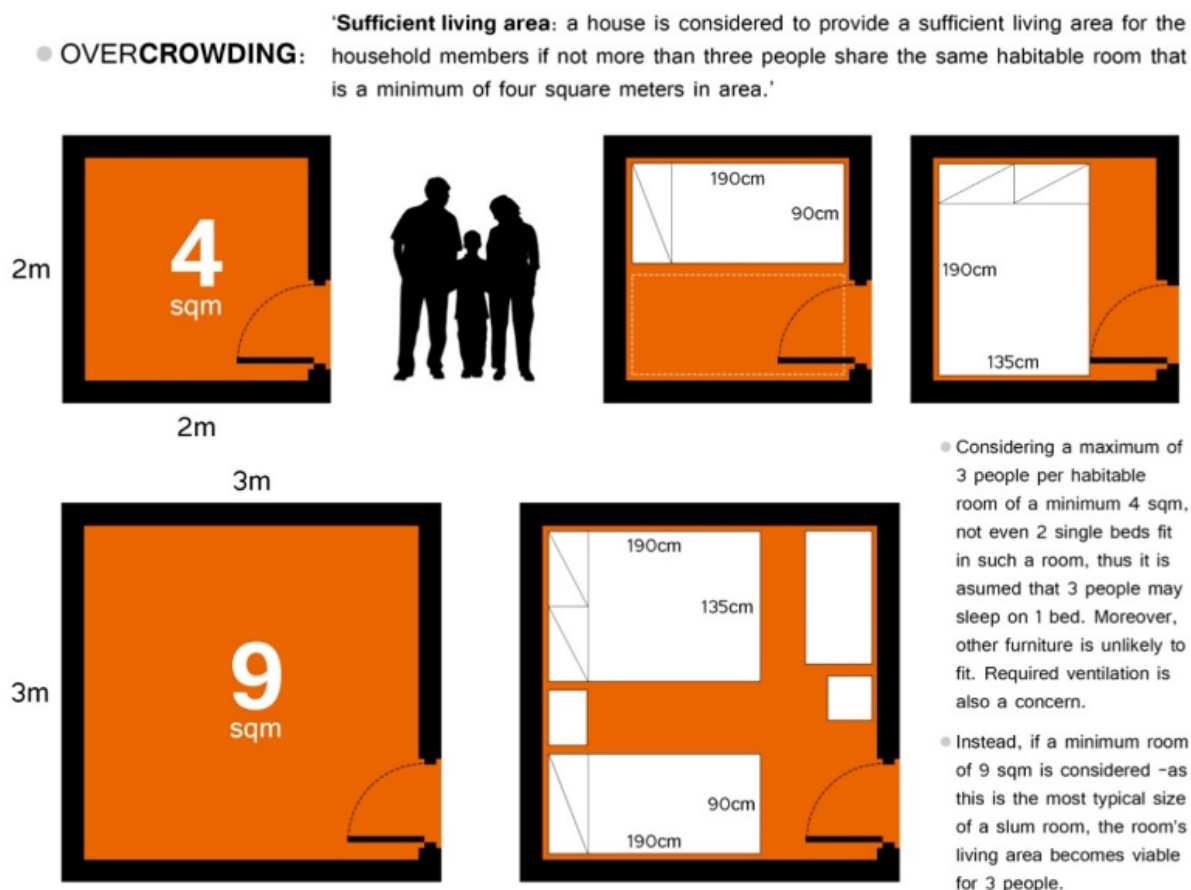 OVERCROWDING:
'Sufficient living area: a house is considered to provide a sufficient living area for the
household members if not more than three people share the same habitable room that
is a minimum of four square meters in area.'
2m
4
sqm
2m
190cm
90cm
190cm
135cm
3m
3m
9
sqm
190cm
135cm
90cm
190cm
Considering a maximum of
3 people per habitable
room of a minimum 4 sqm,
not even 2 single beds fit
in such a room, thus it is
asumed that 3 people may
sleep on 1 bed. Moreover,
other furniture is unlikely to
fit. Required ventilation is
also a concern.
Instead, if a minimum room
of 9 sqm is considered -as
this is the most typical size
of a slum room, the room's
living area becomes viable
for 3 people.